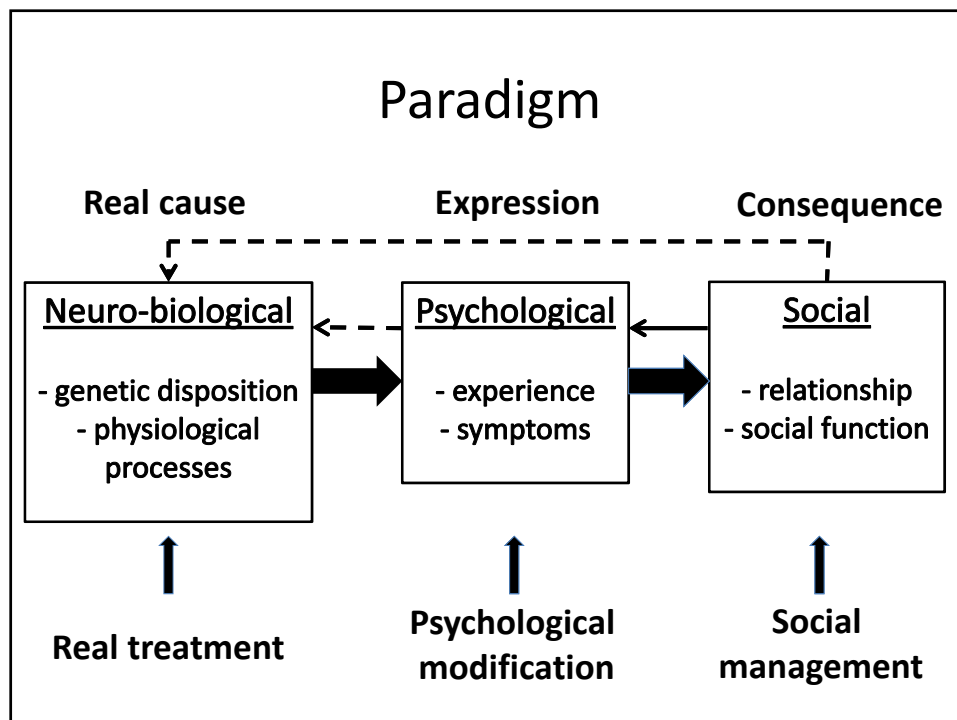 Paradigm
Real cause
Expression
Consequence
Neuro-biological
- genetic disposition
- physiological
processes
Psychological
- experience
- symptoms
Social
- relationship
- social function
Real treatment
Psychological
modification
Social
management